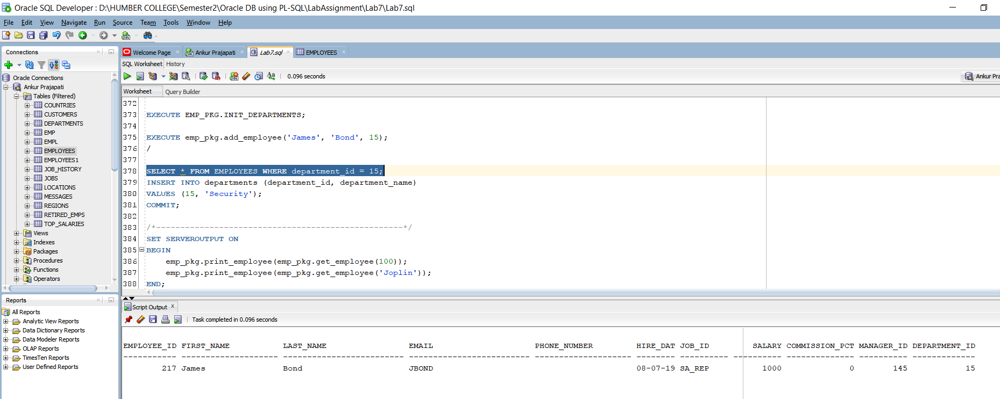 Oracle SQL Developer : D:\HUMBER COLLEGE\Semester2\Oracle DB using PL-SQL\LabAssignment\Lab7\Lab7.sql
File Edit View Navigate Run Source Team Tools Window Help
Connections
Oracle Connections
Ankur Prajapati
Tables (Filtered)
COUNTRIES
CUSTOMERS
DEPARTMENTS
EMP
EMPL
EMPLOYEES
EMPLOYEES1
JOB_HISTORY
JOBS
LOCATIONS
MESSAGES
REGIONS
RETIRED_EMPS
TOP_SALARIES
Views
Indexes
Packages
Procedures
Functions
Operators
Reports
All Reports
Analytic View Reports
Data Dictionary Reports
Data Modeler Reports
OLAP Reports
TimesTen Reports
User Defined Reports
Welcome Page Ankur Prajapati Lab7.sql EMPLOYEES
SQL Worksheet History
0.096 seconds Ankur Pra
Worksheet Query Builder
372
373 EXECUTE EMP_PKG.INIT_DEPARTMENTS;
374
375 EXECUTE emp_pkg.add_employee('James', 'Bond', 15);
376 /
377
378 SELECT * FROM EMPLOYEES WHERE department_id = 15;
379 INSERT INTO departments (department_id, department_name)
380 VALUES (15, 'Security');
381 COMMIT;
382
383 /*---------------------------------------------------*/
384 SET SERVEROUTPUT ON
385 BEGIN
386 emp_pkg.print_employee(emp_pkg.get_employee(100));
387 emp_pkg.print_employee(emp_pkg.get_employee('Joplin'));
388 END;
Script Output
Task completed in 0.096 seconds
EMPLOYEE_ID FIRST_NAME LAST_NAME EMAIL PHONE_NUMBER HIRE_DAT JOB_ID SALARY COMMISSION_PCT MANAGER_ID DEPARTMENT_ID
----------- -------------------- ------------------------- ------------------------- -------------------- -------- ---------- ---------- -------------- ---------- -------------
217 James Bond JBOND 08-07-19 SA_REP 1000 0 145 15